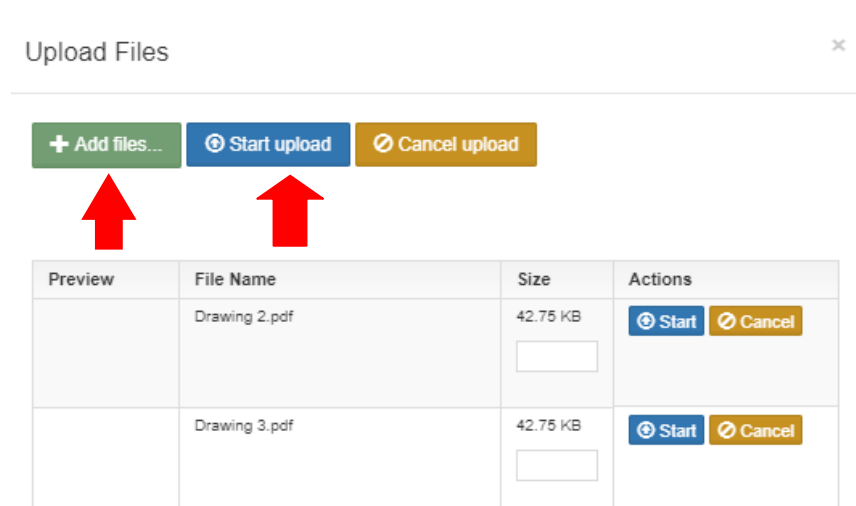 Upload Files
×
Add files... Start upload Cancel upload
Preview File Name Size Actions
Drawing 2.pdf 42.75 KB Start Cancel
Drawing 3.pdf 42.75 KB Start Cancel